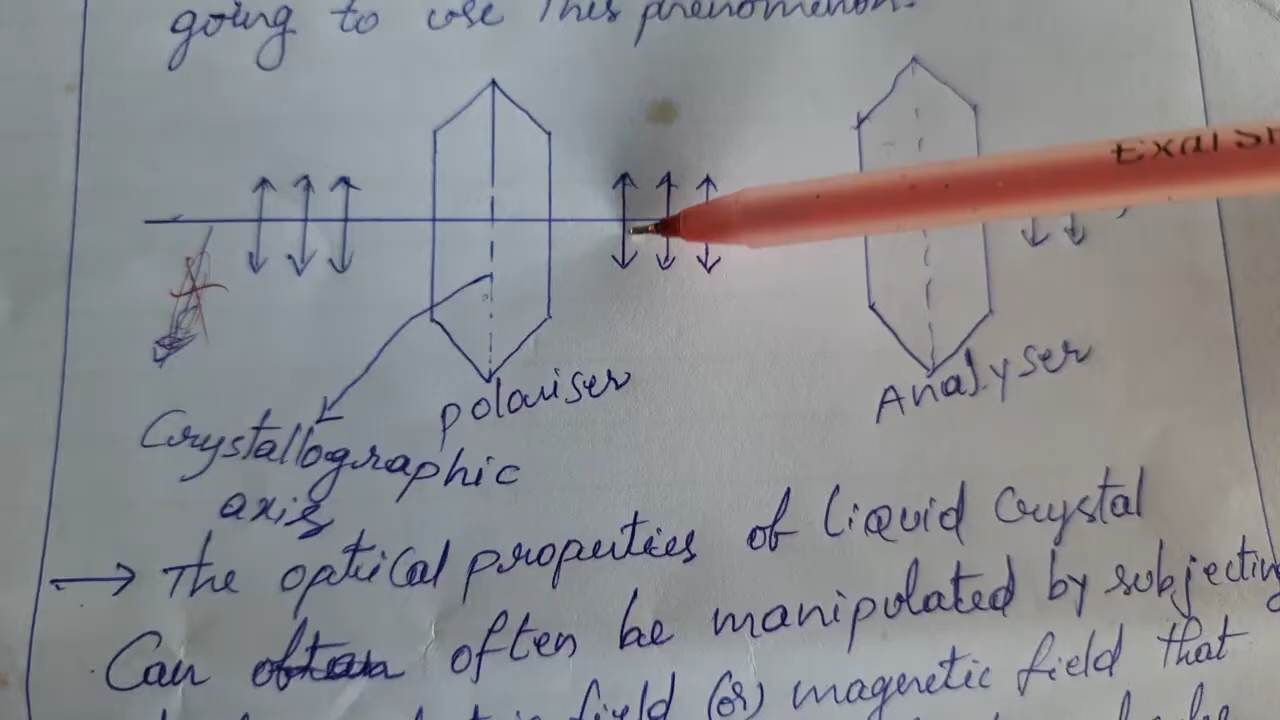 going to use this phenomenon.
Exal
polariser
Analyser
Crystallographic
axis
→ The optical properties of liquid crystal
Can often be manipulated by subjecting
field (or) magnetic field that